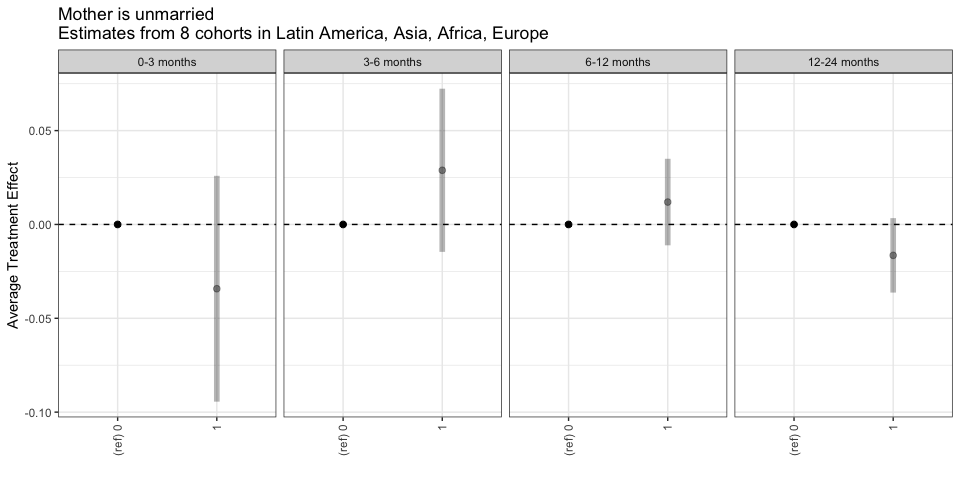 Mother is unmarried
Estimates from 8 cohorts in Latin America, Asia, Africa, Europe
0-3 months
3-6 months
6-12 months
12-24 months
Average Treatment Effect
0.05
0.00
-0.05
-0.10
(ref) 0
1
(ref) 0
1
(ref) 0
1
(ref) 0
1